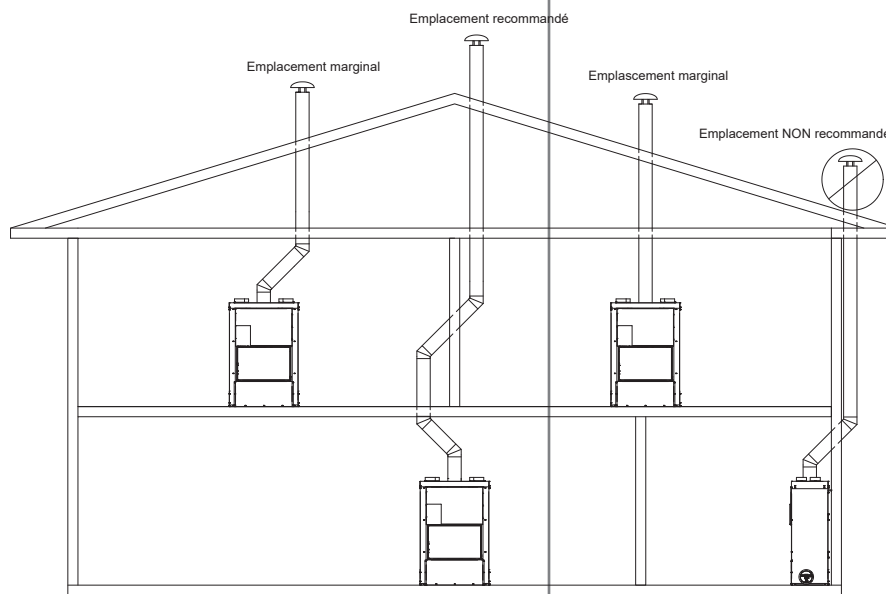 Emplacement recommandé
Emplacement marginal
Emplascement marginal
Emplacement NON recommandé